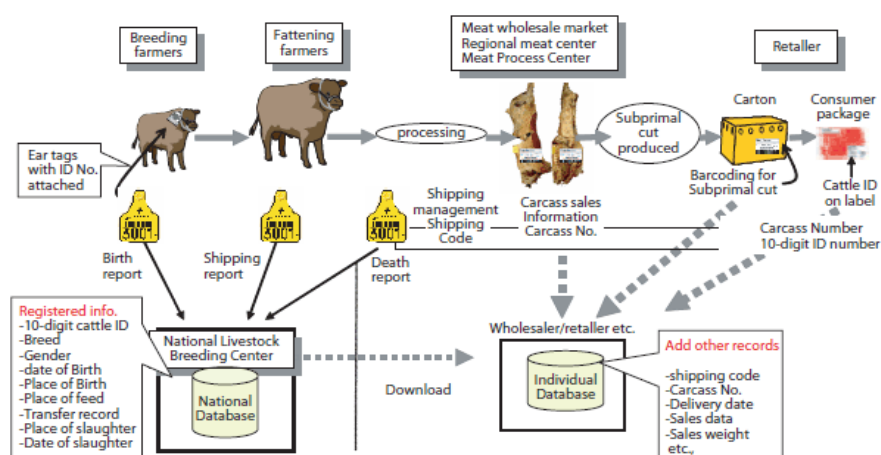 Breeding
farmers
Fattening
farmers
Meat wholesale market
Regional meat center
Meat Process Center
Retaller
processing
Subprimal
cut
produced
Carton
Consumer
package
Ear tags
with ID No.
attached
Barcoding for
Subprimal cut
Cattle ID
on label
Birth
report
Shipping
report
Death
report
Shipping
management
Shipping
Code
Carcass sales
Information
Carcass No.
Carcass Number
10-digit ID number
Registered info.
-10-digit cattle ID
-Breed
-Gender
-date of Birth
-Place of Birth
-Place of feed
-Transfer record
-Place of slaughter
-Date of slaughter
National Livestock
Breeding Center
National
Database
Download
Wholesaler/retaller etc.
Individual
Database
Add other records
-shipping code
-Carcass No.
-Delivery date
-Sales data
-Sales weight
etc,